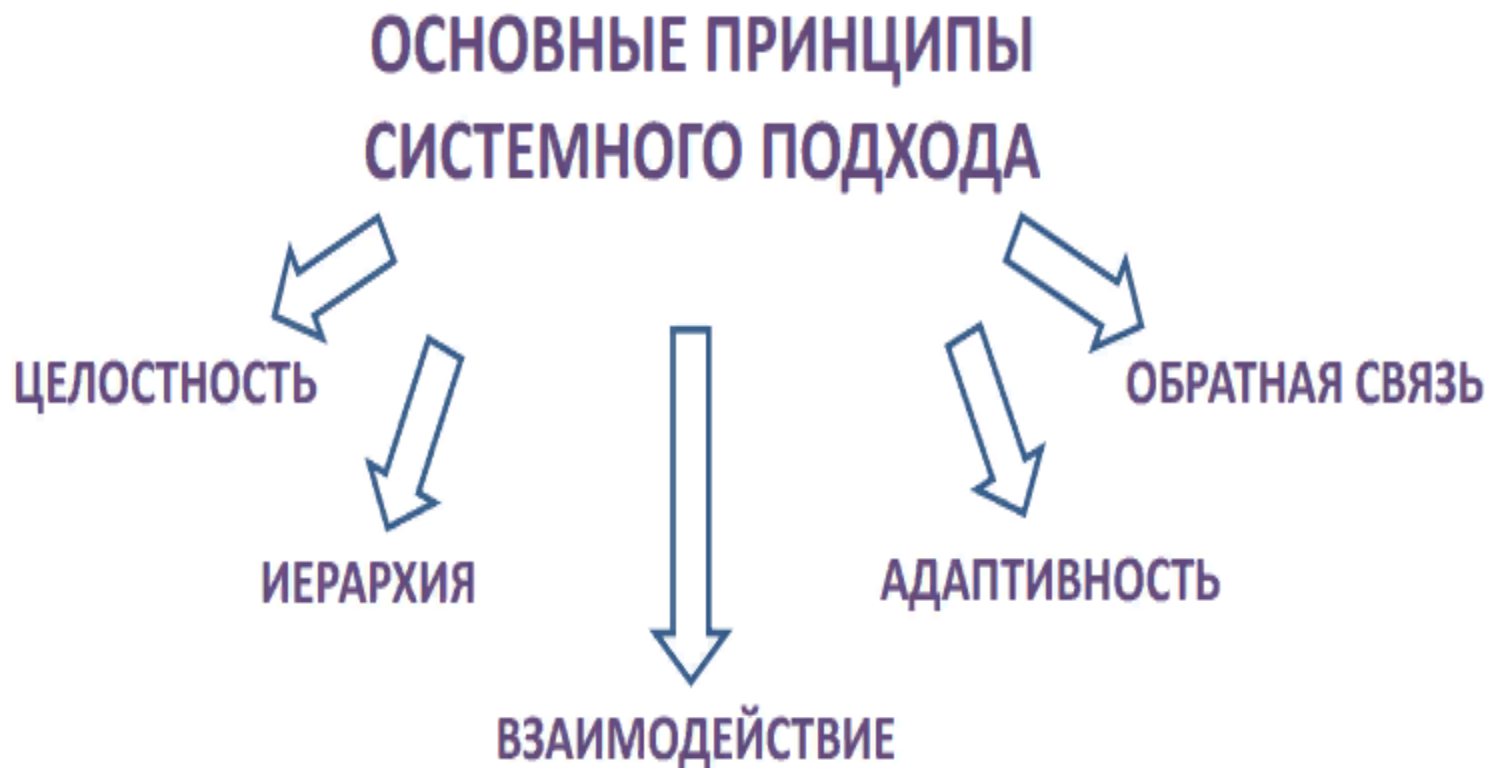 ОСНОВНЫЕ ПРИНЦИПЫ
СИСТЕМНОГО ПОДХОДА
ЦЕЛОСТНОСТЬ
ОБРАТНАЯ СВЯЗЬ
ИЕРАРХИЯ
АДАПТИВНОСТЬ
ВЗАИМОДЕЙСТВИЕ